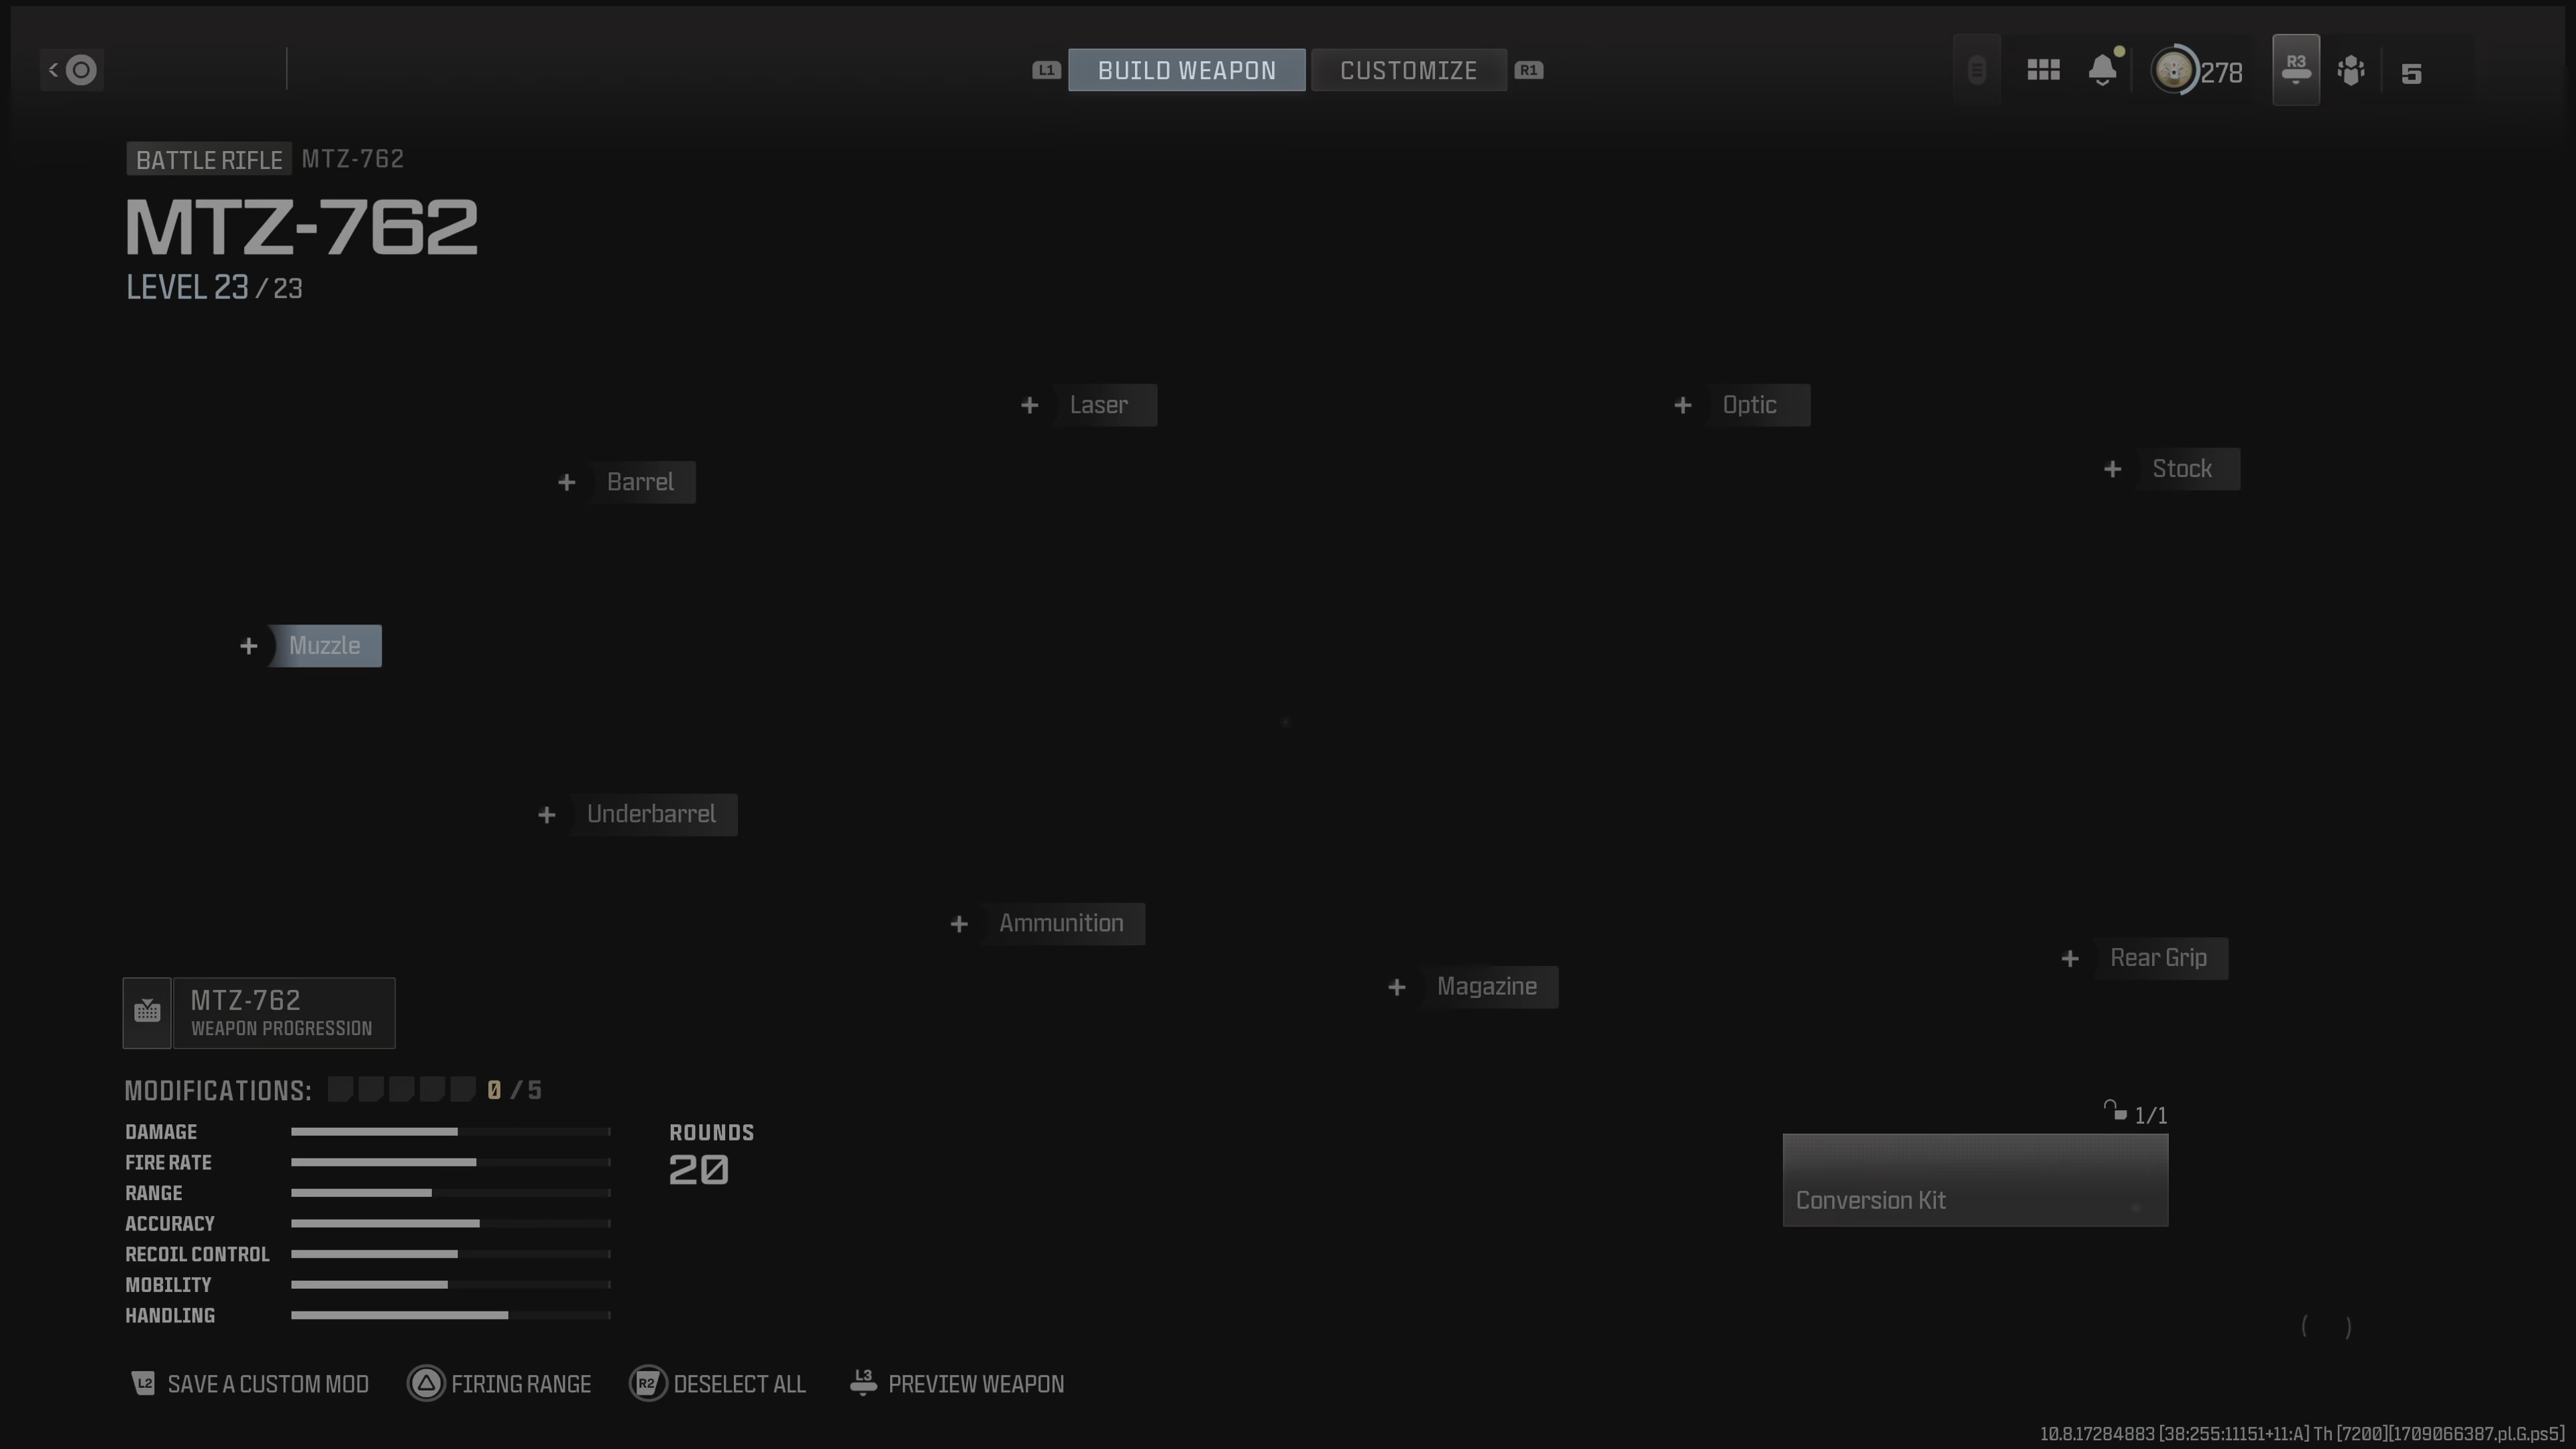 L1 BUILD WEAPON CUSTOMIZE R1
278 R3 5
BATTLE RIFLE MTZ-762
MTZ-762
LEVEL 23 / 23
Laser
Optic
Stock
Barrel
Muzzle
Underbarrel
Ammunition
Rear Grip
Magazine
MTZ-762
WEAPON PROGRESSION
MODIFICATIONS: 0 / 5
DAMAGE
FIRE RATE
RANGE
ACCURACY
RECOIL CONTROL
MOBILITY
HANDLING
ROUNDS
20
1/1
Conversion Kit
L2 SAVE A CUSTOM MOD FIRING RANGE R2 DESELECT ALL L3 PREVIEW WEAPON
10.8.17284883 [38:255:11151+11:A] Th [7200][1709066387.pl.G.ps5]